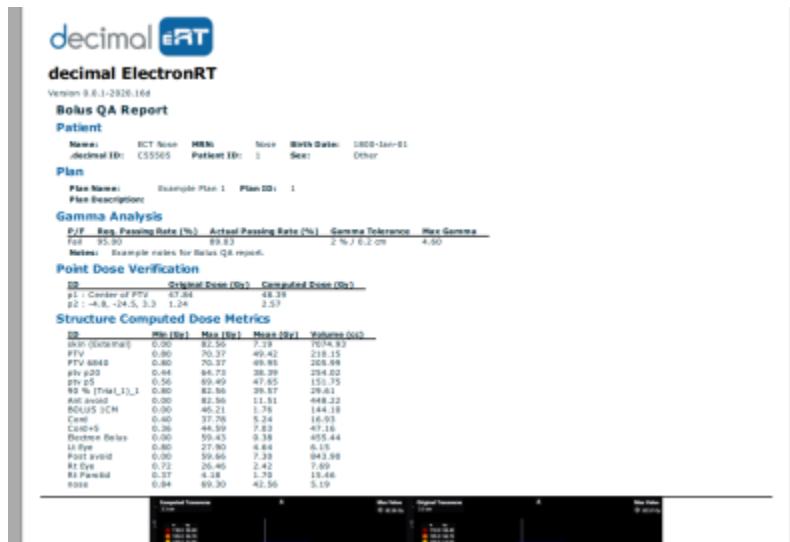 decimal eRT
decimal ElectronRT
Version 0.0.1-2020.16d
Bolus QA Report
Patient
Name: ECT Nose MRN: None Birth Date: 1800-Jan-01
.decimal ID: CS5505 Patient ID: 1 Sex: Other
Plan
Plan Name: Example Plan 1 Plan ID: 1
Plan Description:
Gamma Analysis
P/F Req. Passing Rate (%) Actual Passing Rate (%) Gamma Tolerance Max Gamma
Fail 95.00 89.83 2 % / 0.2 cm 4.60
Notes: Example notes for Bolus QA report.
Point Dose Verification
ID Original Dose (Gy) Computed Dose (Gy)
p1 : Center of PTV 47.84 48.39
p2 : -4.8, -24.5, 3.3 1.24 2.57
Structure Computed Dose Metrics
ID Min (Gy) Max (Gy) Mean (Gy) Volume (cc)
skin (External) 0.00 82.56 7.19 7074.93
PTV 0.80 70.37 49.42 218.15
PTV 6840 0.80 70.37 49.95 205.99
ptv p20 0.44 64.73 38.39 254.02
ptv p5 0.56 69.49 47.65 151.75
90 % (Trial_1)_1 0.80 82.56 39.57 29.61
Ant avoid 0.00 82.56 11.51 448.22
BOLUS 1CM 0.00 46.21 1.76 144.18
Cord 0.40 37.78 5.24 16.93
Cord+5 0.36 44.59 7.03 47.16
Electron Bolus 0.00 59.43 0.38 455.44
Lt Eye 0.80 27.90 4.64 6.15
Post avoid 0.00 59.66 7.30 843.98
Rt Eye 0.72 26.46 2.42 7.69
Rt Parotid 0.37 4.18 1.70 15.46
nose 0.84 69.30 42.56 5.19
Computed Transverse Max Value Original Transverse Max Value